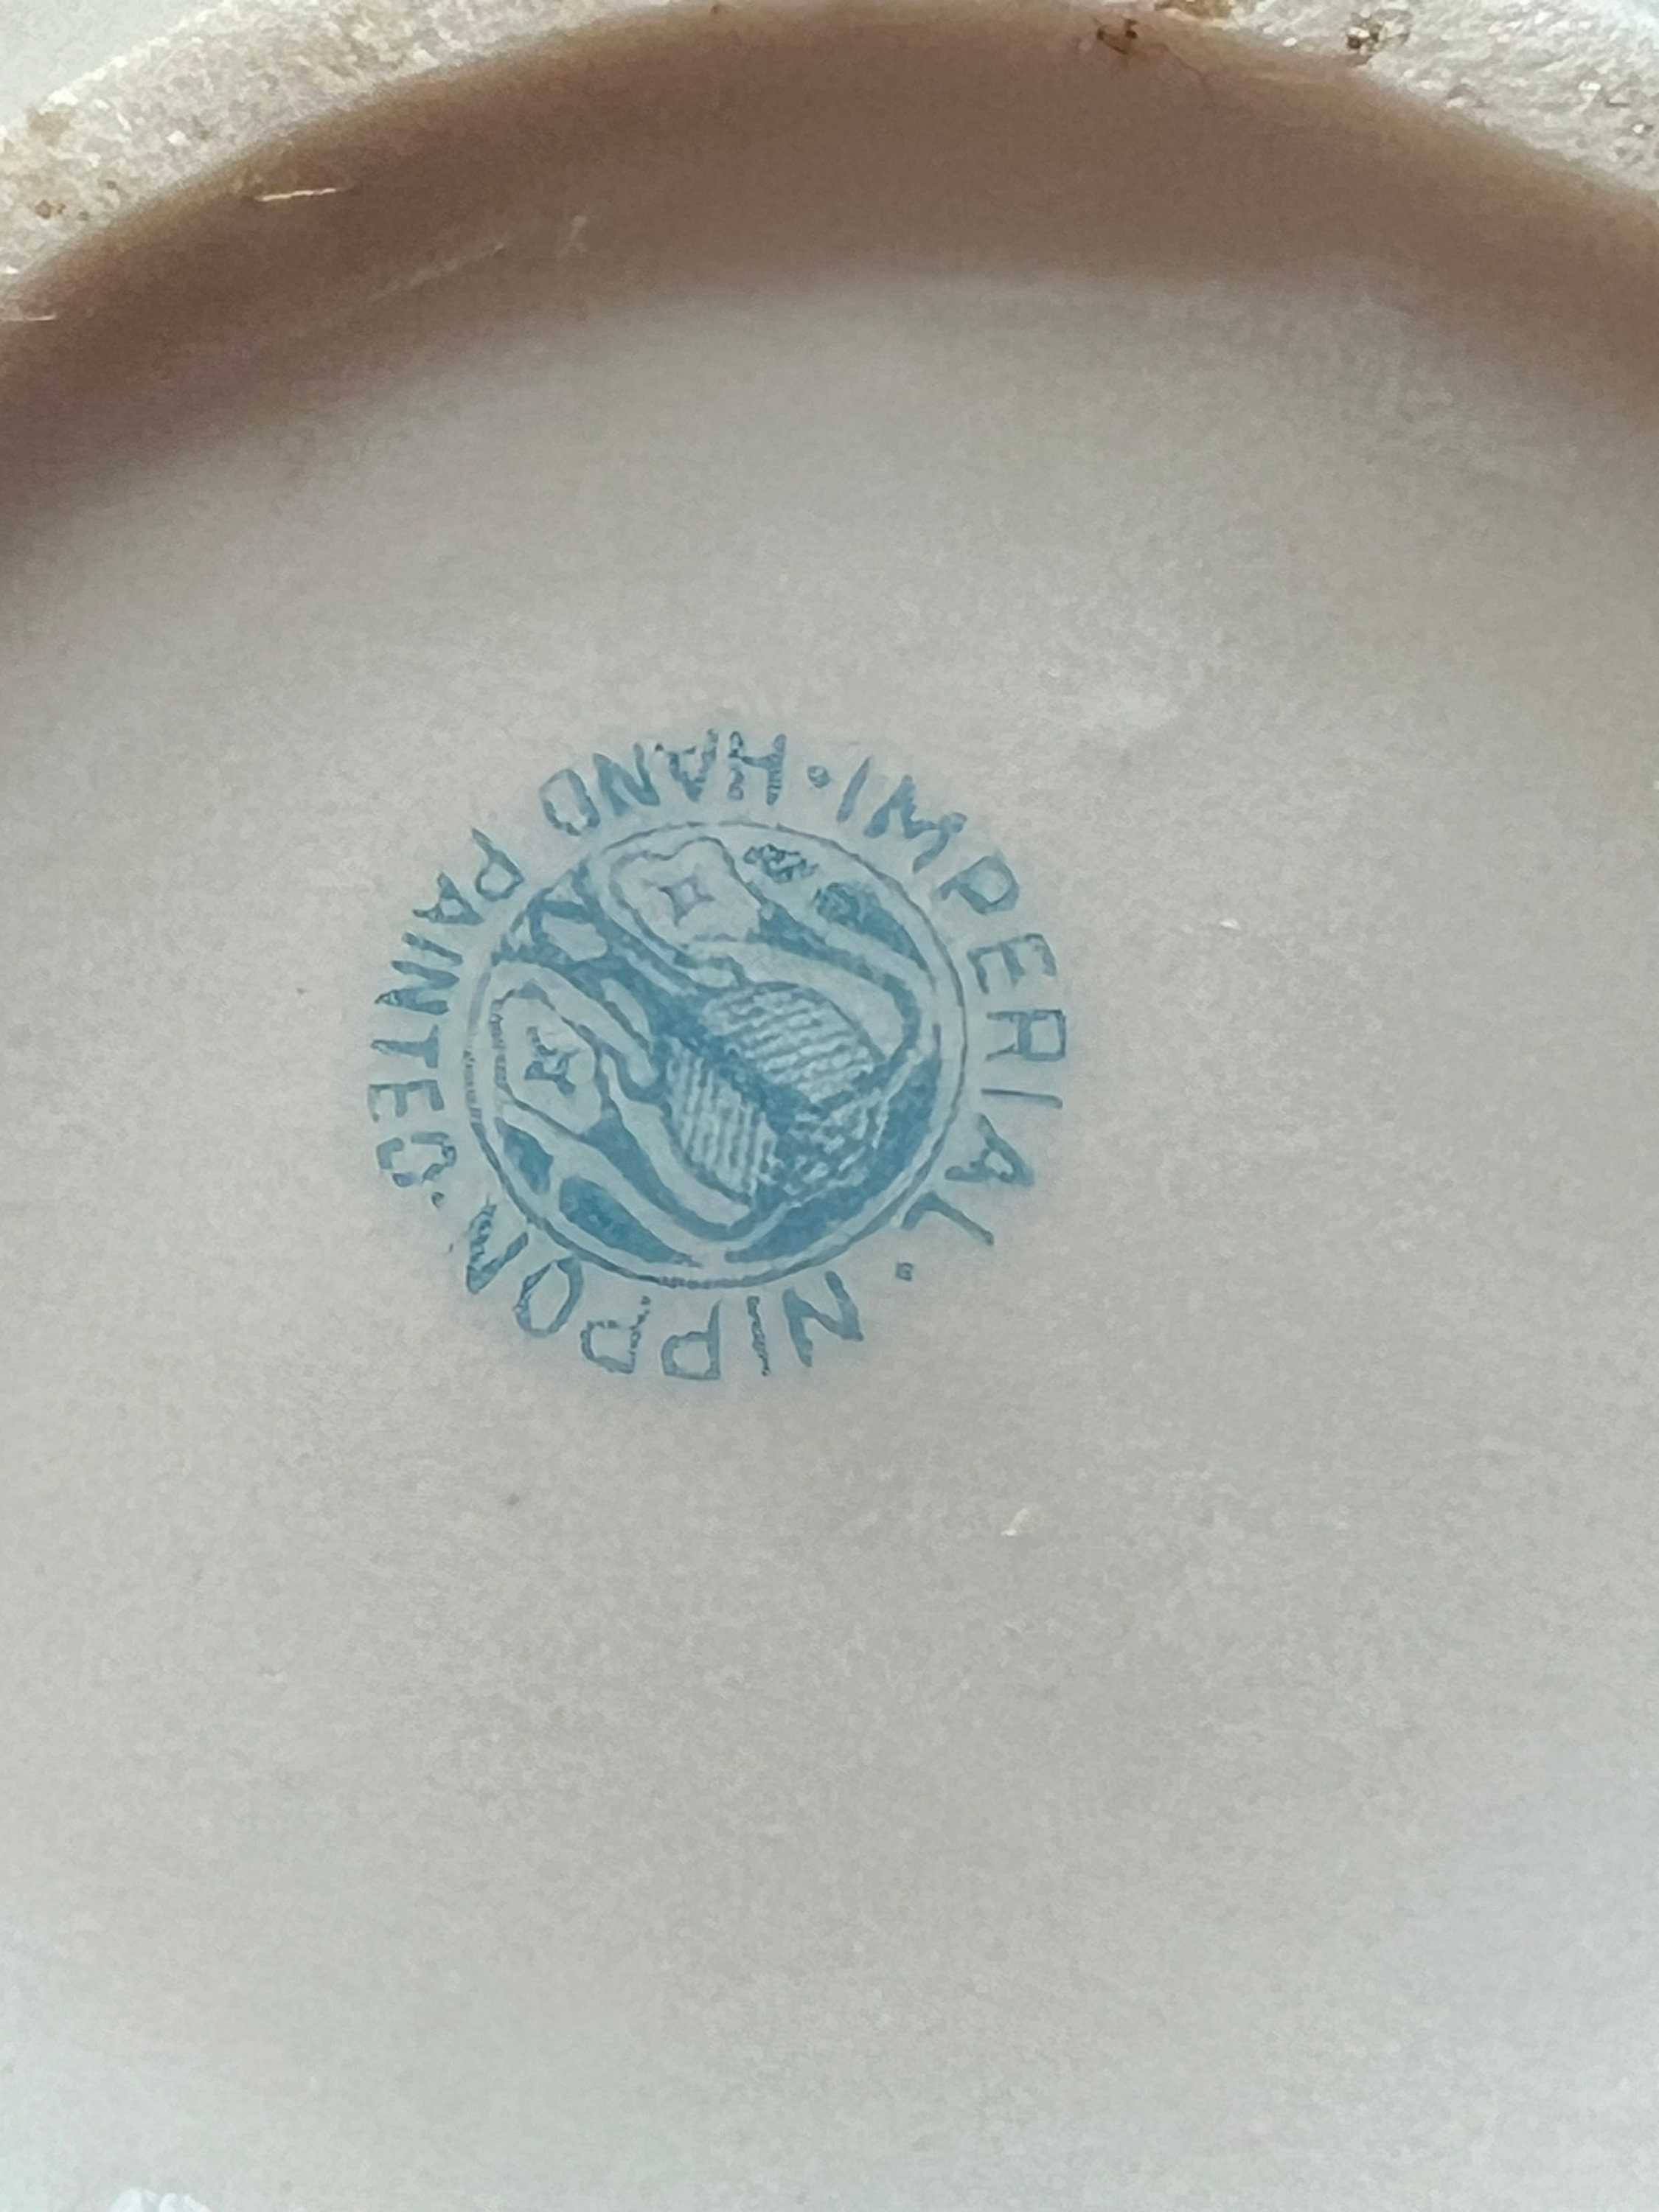 IMPERIAL · NIPPON · HAND PAINTED ·